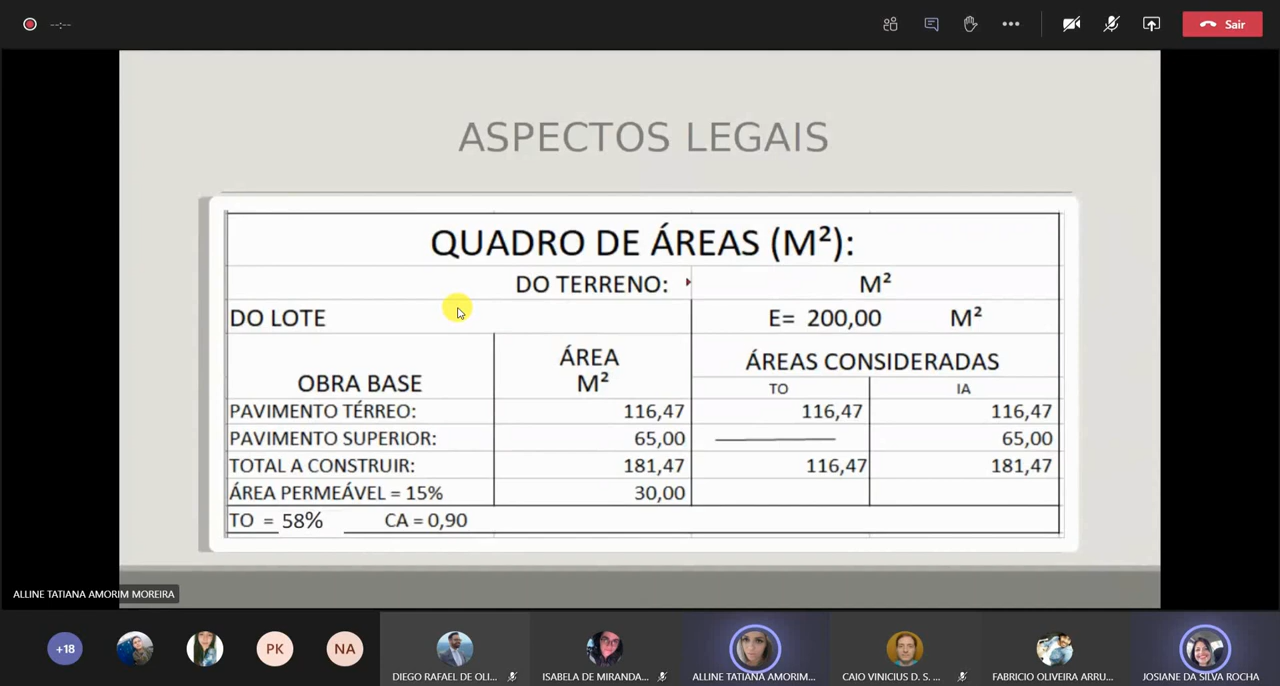 --:--
Sair
ASPECTOS LEGAIS
QUADRO DE ÁREAS (M²):
DO TERRENO: M²
DO LOTE E= 200,00 M²
OBRA BASE ÁREA M² ÁREAS CONSIDERADAS
TO IA
PAVIMENTO TÉRREO: 116,47 116,47 116,47
PAVIMENTO SUPERIOR: 65,00 65,00
TOTAL A CONSTRUIR: 181,47 116,47 181,47
ÁREA PERMEÁVEL = 15% 30,00
TO = 58% CA = 0,90
ALLINE TATIANA AMORIM MOREIRA
+18 PK NA
DIEGO RAFAEL DE OLI... ISABELA DE MIRANDA... ALLINE TATIANA AMORIM... CAIO VINICIUS D. S. ... FABRICIO OLIVEIRA ARRU... JOSIANE DA SILVA ROCHA